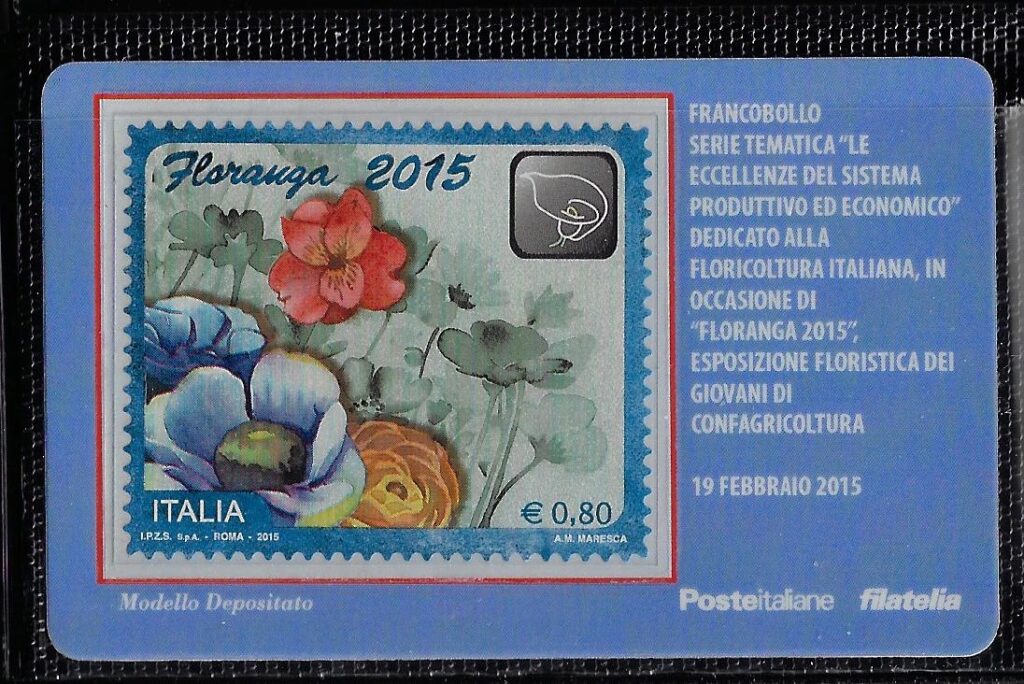 Floranga 2015
ITALIA
€ 0,80
I.P.Z.S. S.p.A. - ROMA - 2015
A.M. MARESCA
Modello Depositato
FRANCOBOLLO
SERIE TEMATICA "LE
ECCELLENZE DEL SISTEMA
PRODUTTIVO ED ECONOMICO"
DEDICATO ALLA
FLORICOLTURA ITALIANA, IN
OCCASIONE DI
"FLORANGA 2015",
ESPOSIZIONE FLORISTICA DEI
GIOVANI DI
CONFAGRICOLTURA
19 FEBBRAIO 2015
Posteitaliane filatelia